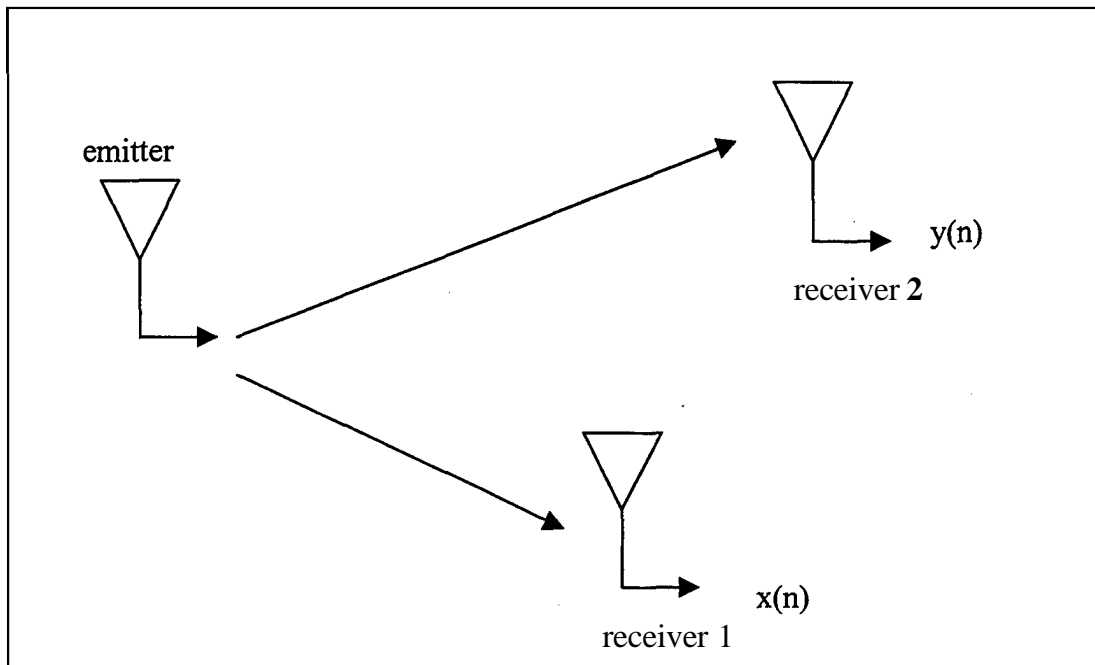 emitter
y(n)
receiver 2
x(n)
receiver 1